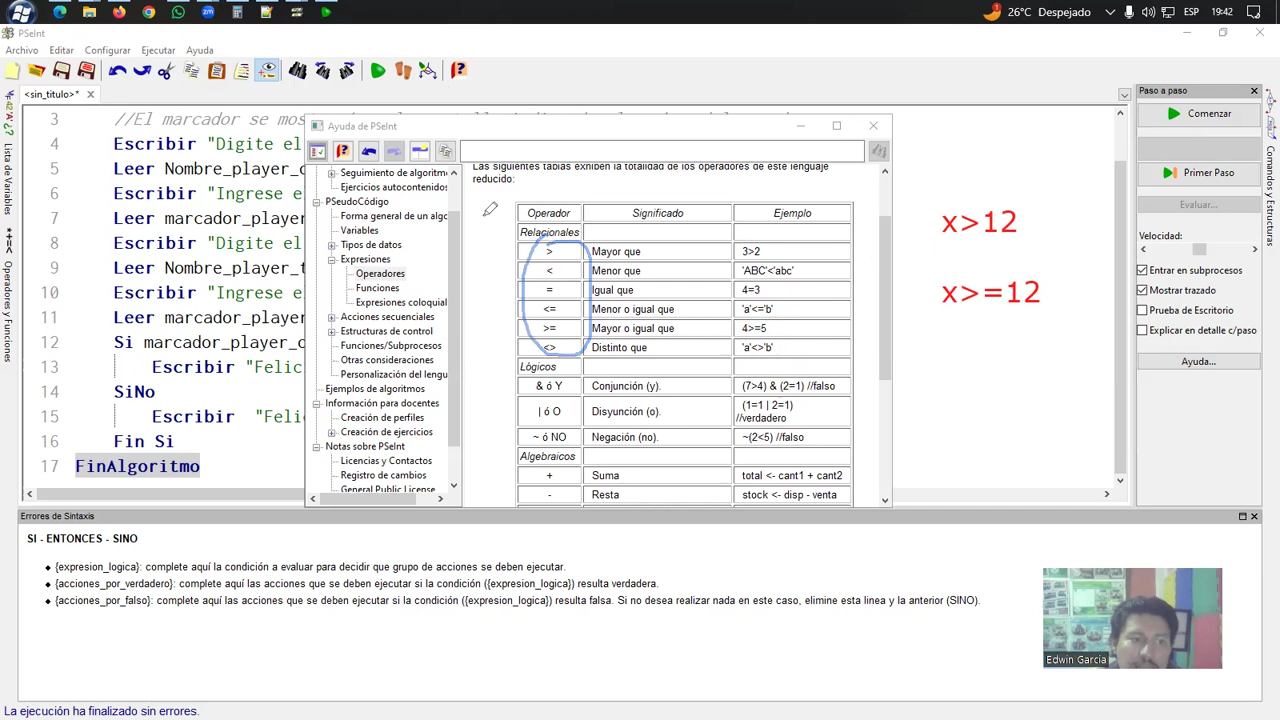 26°C Despejado
ESP
19:42
PSeInt
Archivo Editar Configurar Ejecutar Ayuda
<sin_titulo>*
Lista de Variables
Operadores y Funciones
3 //El marcador se mos
4 Escribir "Digite el
5 Leer Nombre_player_
6 Escribir "Ingrese e
7 Leer marcador_player
8 Escribir "Digite el
9 Leer Nombre_player_t
10 Escribir "Ingrese e
11 Leer marcador_player
12 Si marcador_player_
13 Escribir "Felic
14 SiNo
15 Escribir "Felic
16 Fin Si
17 FinAlgoritmo
Ayuda de PSeInt
Seguimiento de algoritm
Ejercicios autocontenidos
PSeudoCódigo
Forma general de un algo
Variables
Tipos de datos
Expresiones
Operadores
Funciones
Expresiones coloquial
Acciones secuenciales
Estructuras de control
Funciones/Subprocesos
Otras consideraciones
Personalización del lengu
Ejemplos de algoritmos
Información para docentes
Creación de perfiles
Creación de ejercicios
Notas sobre PSeInt
Licencias y Contactos
Registro de cambios
General Public License
Las siguientes tablas exhiben la totalidad de los operadores de este lenguaje
reducido:
Operador Significado Ejemplo
Relacionales
> Mayor que 3>2
< Menor que 'ABC'<'abc'
= Igual que 4=3
<= Menor o igual que 'a'<='b'
>= Mayor o igual que 4>=5
<> Distinto que 'a'<>'b'
Lógicos
& ó Y Conjunción (y). (7>4) & (2=1) //falso
| ó O Disyunción (o). (1=1 | 2=1)
//verdadero
~ ó NO Negación (no). ~(2<5) //falso
Algebraicos
+ Suma total <- cant1 + cant2
- Resta stock <- disp - venta
x>12
x>=12
Paso a paso
Comenzar
Primer Paso
Evaluar...
Velocidad:
Entrar en subprocesos
Mostrar trazado
Prueba de Escritorio
Explicar en detalle c/paso
Ayuda...
Comandos y Estructuras
Errores de Sintaxis
SI - ENTONCES - SINO
{expresion_logica}: complete aquí la condición a evaluar para decidir que grupo de acciones se deben ejecutar.
{acciones_por_verdadero}: complete aquí las acciones que se deben ejecutar si la condición ({expresion_logica}) resulta verdadera.
{acciones_por_falso}: complete aquí las acciones que se deben ejecutar si la condición ({expresion_logica}) resulta falsa. Si no desea realizar nada en este caso, elimine esta linea y la anterior (SINO).
Edwin Garcia
La ejecución ha finalizado sin errores.